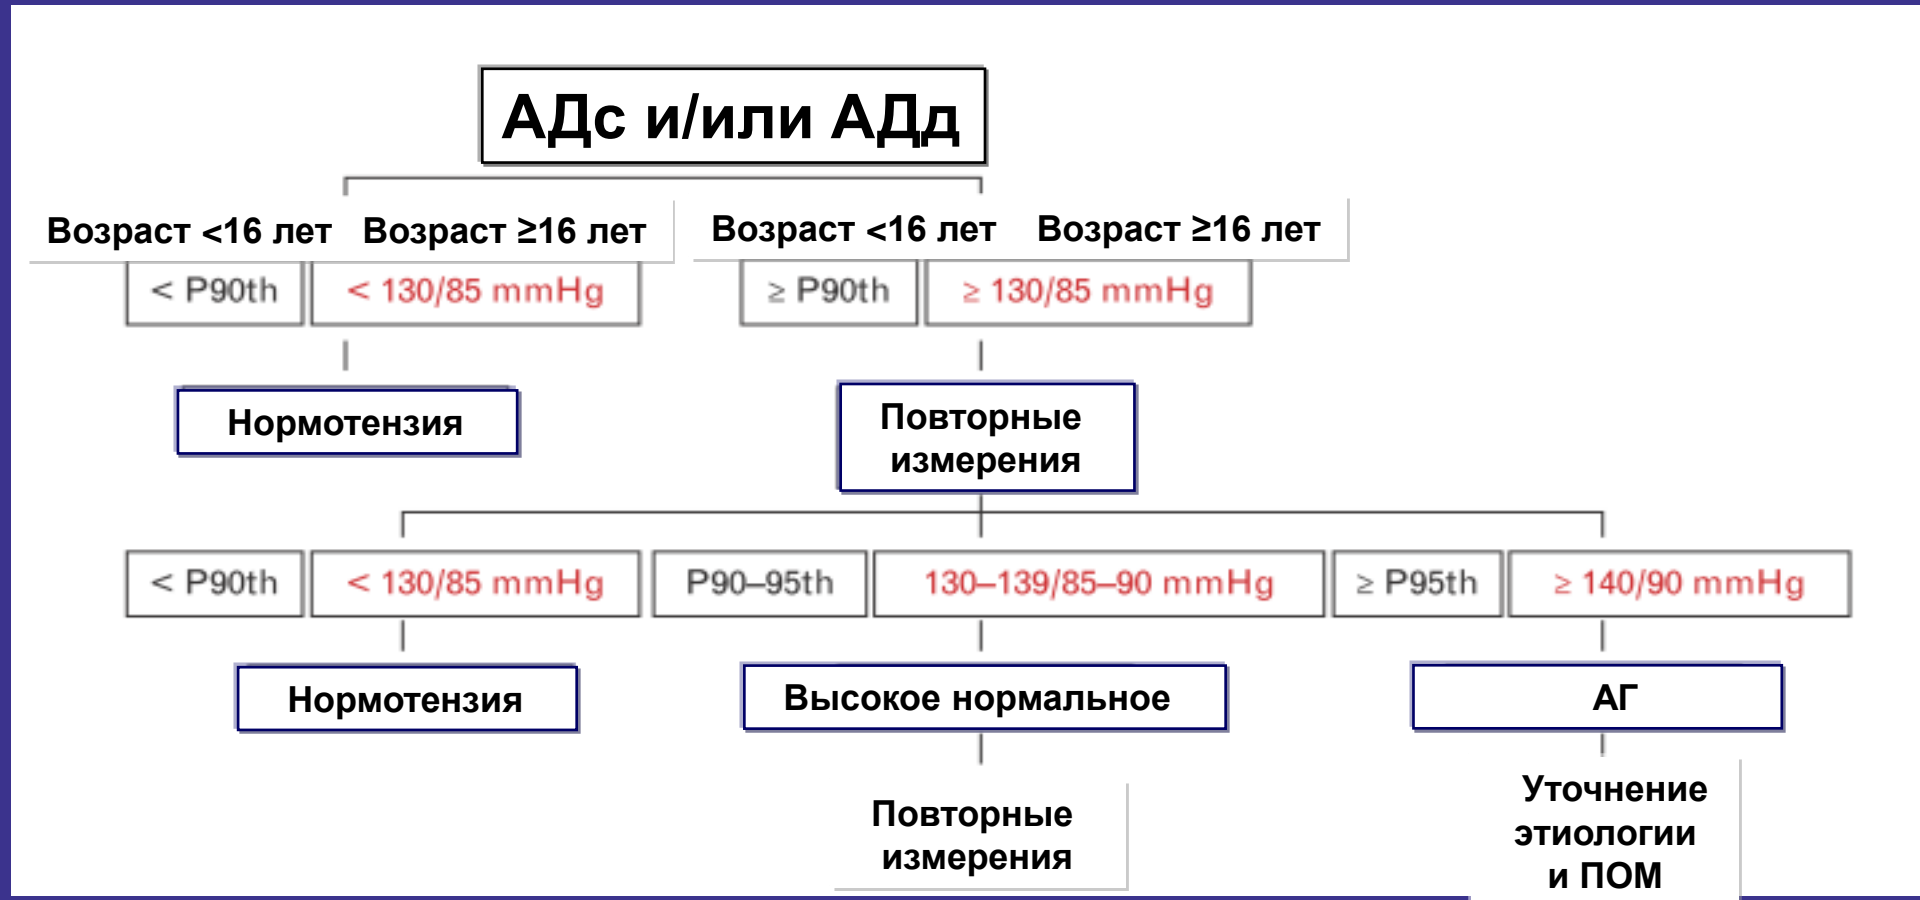 АДс и/или АДд
Возраст <16 лет Возраст ≥16 лет Возраст <16 лет Возраст ≥16 лет
< P90th < 130/85 mmHg ≥ P90th ≥ 130/85 mmHg
Нормотензия
Повторные
измерения
< P90th < 130/85 mmHg P90–95th 130–139/85–90 mmHg ≥ P95th ≥ 140/90 mmHg
Нормотензия Высокое нормальное АГ
Повторные
измерения
Уточнение
этиологии
и ПОМ